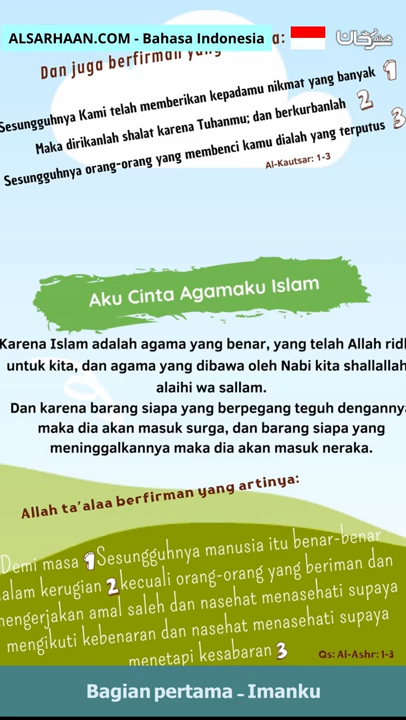 ALSARHAAN.COM - Bahasa Indonesia
Dan juga berfirman yang
a:
Sesungguhnya Kami telah memberikan kepadamu nikmat yang banyak 1
Maka dirikanlah shalat karena Tuhanmu; dan berkurbanlah 2
Sesungguhnya orang-orang yang membenci kamu dialah yang terputus 3
Al-Kautsar: 1-3
Aku Cinta Agamaku Islam
Karena Islam adalah agama yang benar, yang telah Allah ridh
untuk kita, dan agama yang dibawa oleh Nabi kita shallallah
alaihi wa sallam.
Dan karena barang siapa yang berpegang teguh dengannya
maka dia akan masuk surga, dan barang siapa yang
meninggalkannya maka dia akan masuk neraka.
Allah ta'alaa berfirman yang artinya:
Demi masa 1 Sesungguhnya manusia itu benar-benar
dalam kerugian 2 kecuali orang-orang yang beriman dan
mengerjakan amal saleh dan nasehat menasehati supaya
mengikuti kebenaran dan nasehat menasehati supaya
menetapi kesabaran 3
Qs: Al-Ashr: 1-3
Bagian pertama - Imanku